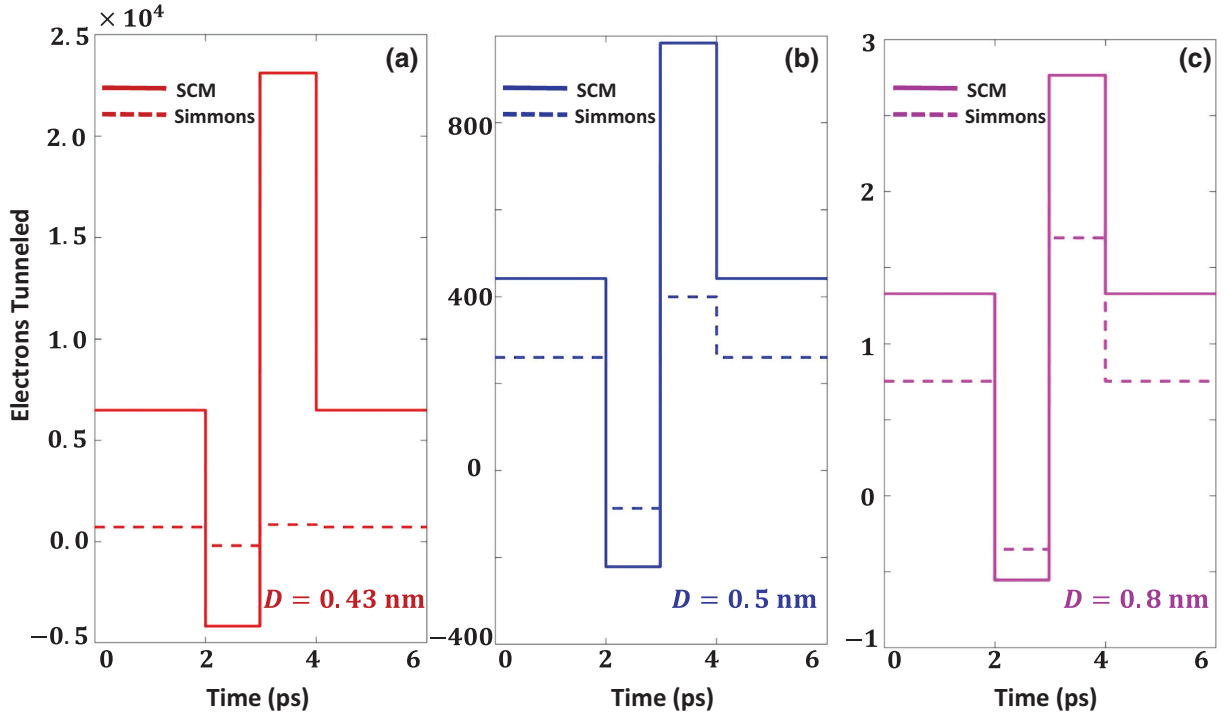 × 10⁴
2.5
2.0
1.5
1.0
0.5
0.0
−0.5
Electrons Tunneled
(a)
SCM
Simmons
D = 0.43 nm
0 2 4 6
Time (ps)
800
400
0
−400
(b)
SCM
Simmons
D = 0.5 nm
0 2 4 6
Time (ps)
3
2
1
0
−1
(c)
SCM
Simmons
D = 0.8 nm
0 2 4 6
Time (ps)